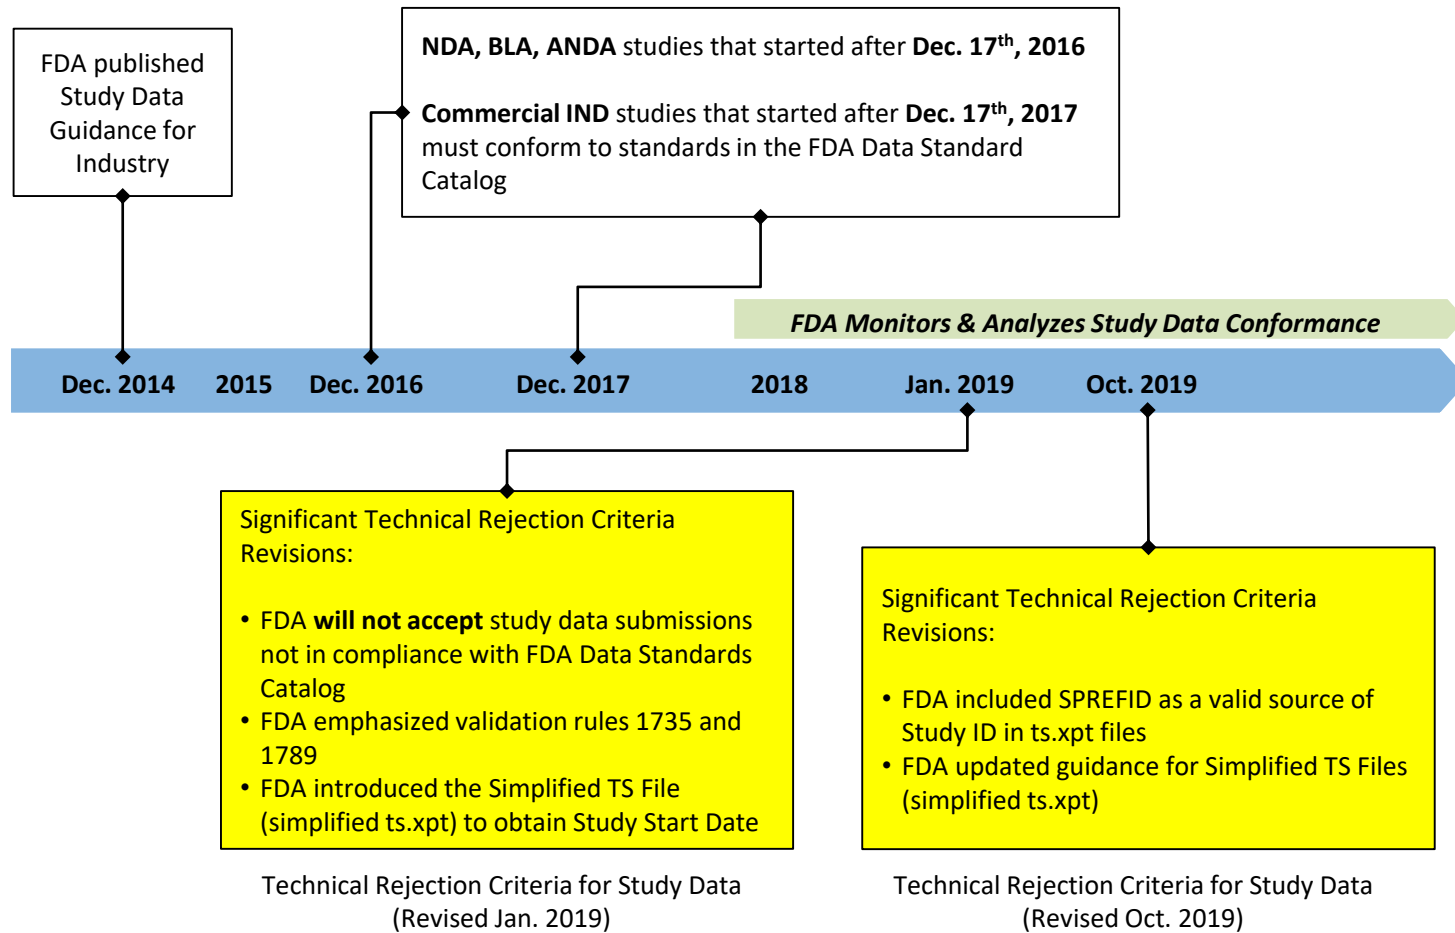 FDA published
Study Data
Guidance for
Industry
NDA, BLA, ANDA studies that started after Dec. 17th, 2016
Commercial IND studies that started after Dec. 17th, 2017
must conform to standards in the FDA Data Standard
Catalog
FDA Monitors & Analyzes Study Data Conformance
Dec. 2014 2015 Dec. 2016 Dec. 2017 2018 Jan. 2019 Oct. 2019
Significant Technical Rejection Criteria
Revisions:
• FDA will not accept study data submissions
not in compliance with FDA Data Standards
Catalog
• FDA emphasized validation rules 1735 and
1789
• FDA introduced the Simplified TS File
(simplified ts.xpt) to obtain Study Start Date
Technical Rejection Criteria for Study Data
(Revised Jan. 2019)
Significant Technical Rejection Criteria
Revisions:
• FDA included SPREFID as a valid source of
Study ID in ts.xpt files
• FDA updated guidance for Simplified TS Files
(simplified ts.xpt)
Technical Rejection Criteria for Study Data
(Revised Oct. 2019)